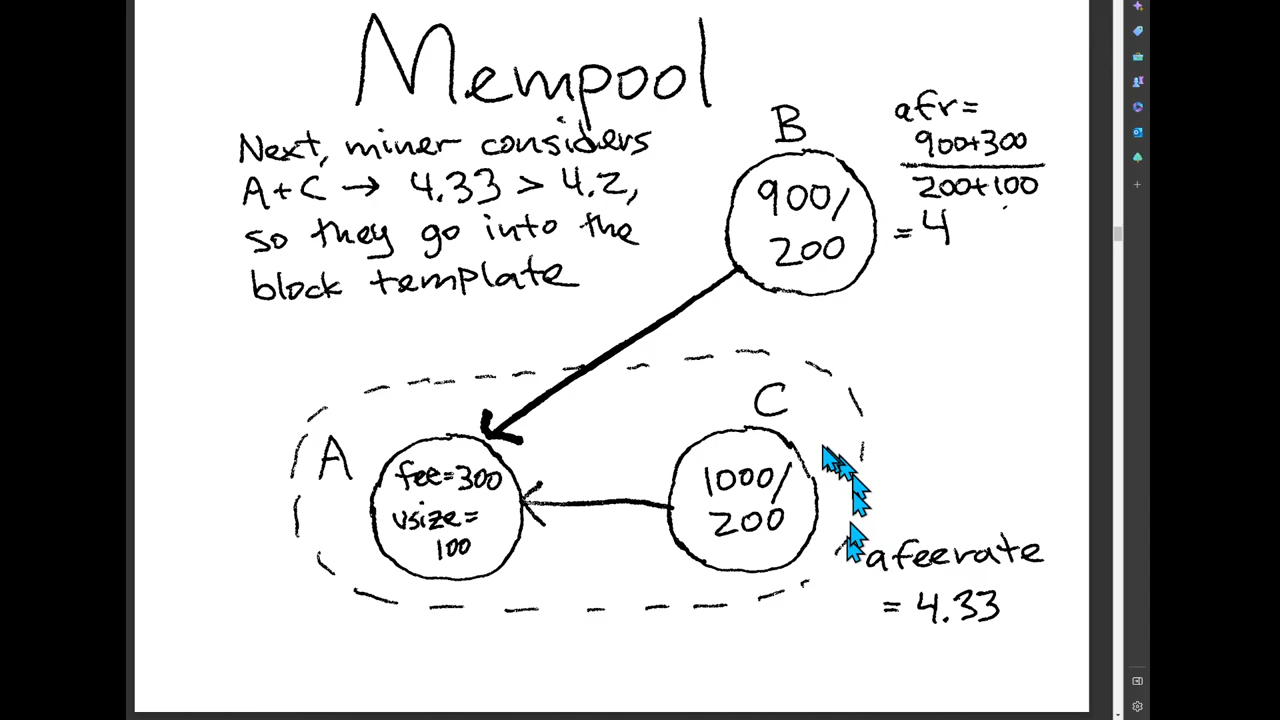 Mempool
Next, miner considers
A+C → 4.33 > 4.2,
so they go into the
block template
B
900/
200
afr=
900+300
200+100
= 4
A
fee=300
vsize=
100
C
1000/
200
afeerate
= 4.33